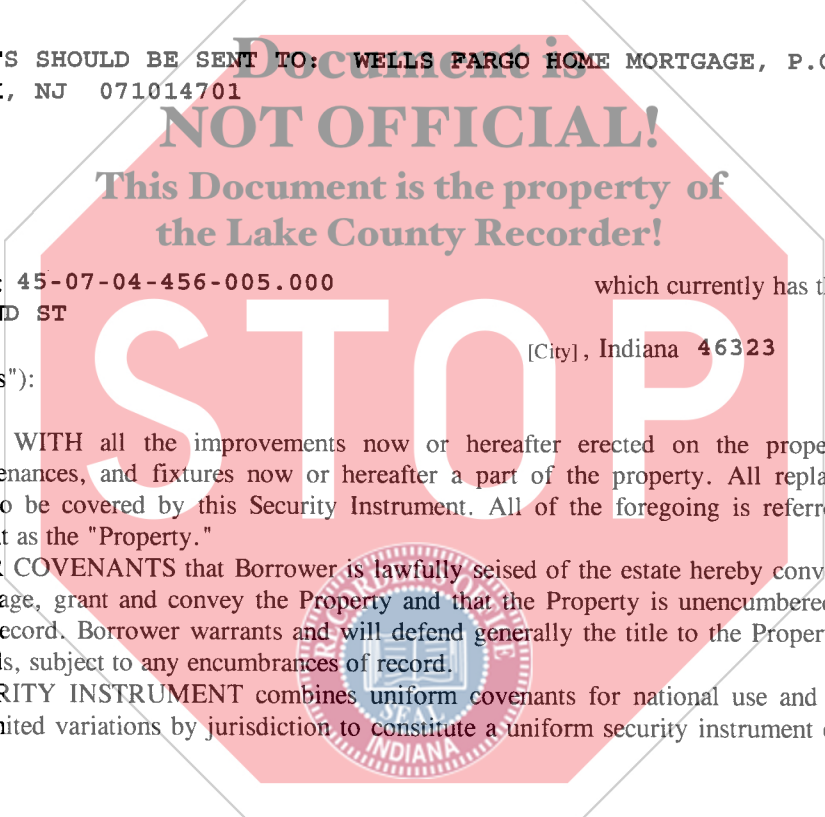 'S SHOULD BE SENT TO: WELLS FARGO HOME MORTGAGE, P.O
, NJ 071014701
Document is
NOT OFFICIAL!
This Document is the property of
the Lake County Recorder!
: 45-07-04-456-005.000 which currently has th
D ST
[City], Indiana 46323
s"):
STOP
WITH all the improvements now or hereafter erected on the prope
enances, and fixtures now or hereafter a part of the property. All repla
o be covered by this Security Instrument. All of the foregoing is referr
t as the "Property."
R COVENANTS that Borrower is lawfully seised of the estate hereby conv
age, grant and convey the Property and that the Property is unencumbered
ecord. Borrower warrants and will defend generally the title to the Proper
s, subject to any encumbrances of record.
RITY INSTRUMENT combines uniform covenants for national use and
ited variations by jurisdiction to constitute a uniform security instrument
RECORDER'S OFFICE
SEAL
INDIANA